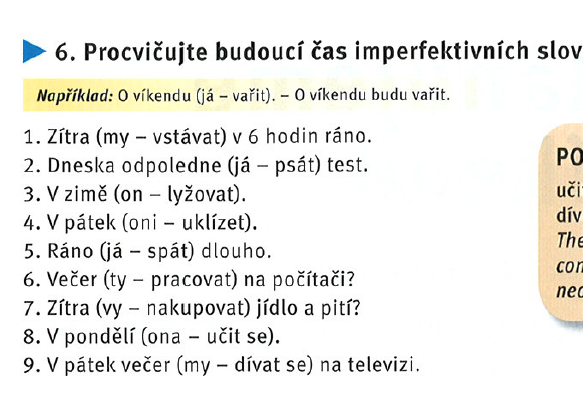 6. Procvičujte budoucí čas imperfektivních slov
Například: O víkendu (já – vařit). – O víkendu budu vařit.
1. Zítra (my – vstávat) v 6 hodin ráno.
2. Dneska odpoledne (já – psát) test.
3. V zimě (on – lyžovat).
4. V pátek (oni – uklízet).
5. Ráno (já – spát) dlouho.
6. Večer (ty – pracovat) na počítači?
7. Zítra (vy – nakupovat) jídlo a pití?
8. V pondělí (ona – učit se).
9. V pátek večer (my – dívat se) na televizi.
PO
uči
dív
The
con